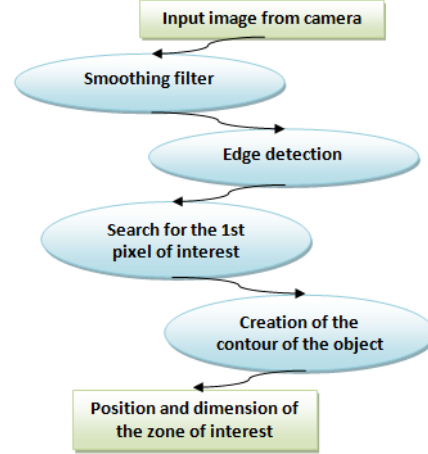 Input image from camera
Smoothing filter
Edge detection
Search for the 1st
pixel of interest
Creation of the
contour of the object
Position and dimension of
the zone of interest